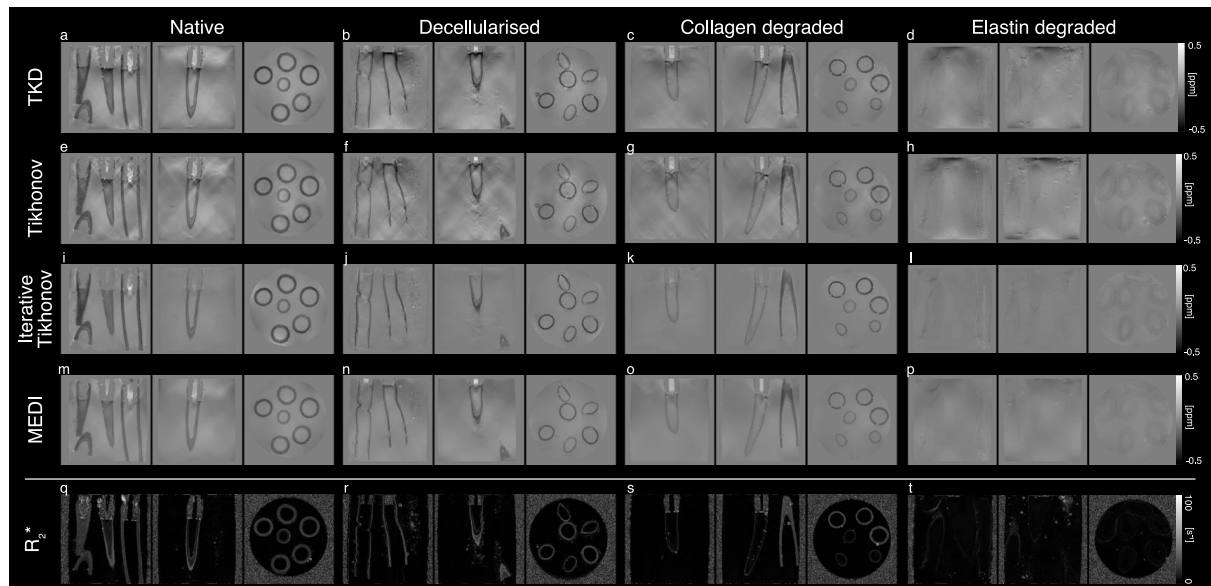 Native Decellularised Collagen degraded Elastin degraded
a b c d
TKD
0.5
[ppm]
-0.5
e f g h
Tikhonov
0.5
[ppm]
-0.5
i j k l
Iterative
Tikhonov
0.5
[ppm]
-0.5
m n o p
MEDI
0.5
[ppm]
-0.5
q r s t
R₂*
100
[s⁻¹]
0